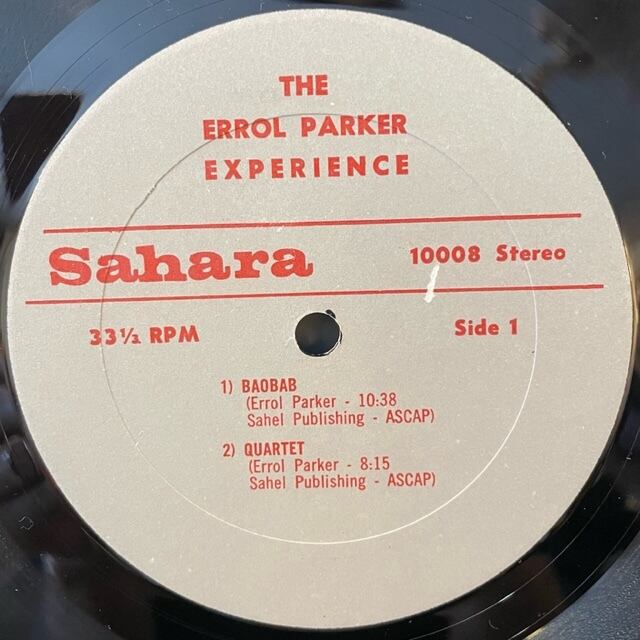 THE
ERROL PARKER
EXPERIENCE
Sahara 10008 Stereo
33⅓ RPM Side 1
1) BAOBAB
(Errol Parker - 10:38
Sahel Publishing - ASCAP)
2) QUARTET
(Errol Parker - 8:15
Sahel Publishing - ASCAP)